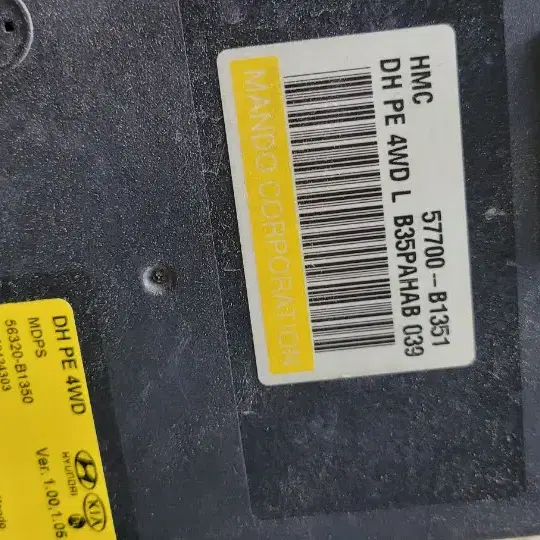 HMC 57700-B1351
DH PE 4WD L B35PAHAB 039
MANDO CORPORATION
DH PE 4WD
HYUNDAI KIA
MDPS Ver. 1.00.1.05
56320-B1350